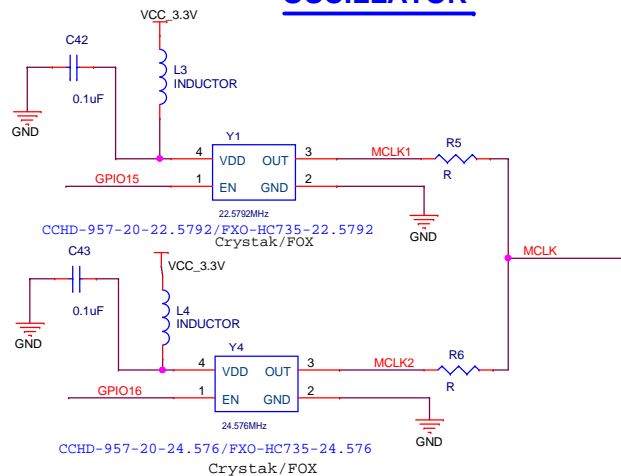 OSCILLATOR
VCC_3.3V
C42
L3
INDUCTOR
0.1uF
GND
Y1
4 VDD OUT 3 MCLK1 R5
R
GPIO15 1 EN GND 2
GND
22.5792MHz
CCHD-957-20-22.5792/FXO-HC735-22.5792
Crystak/FOX
C43
VCC_3.3V
MCLK
0.1uF
L4
INDUCTOR
GND
Y4
4 VDD OUT 3 MCLK2 R6
R
GPIO16 1 EN GND 2
GND
24.576MHz
CCHD-957-20-24.576/FXO-HC735-24.576
Crystak/FOX